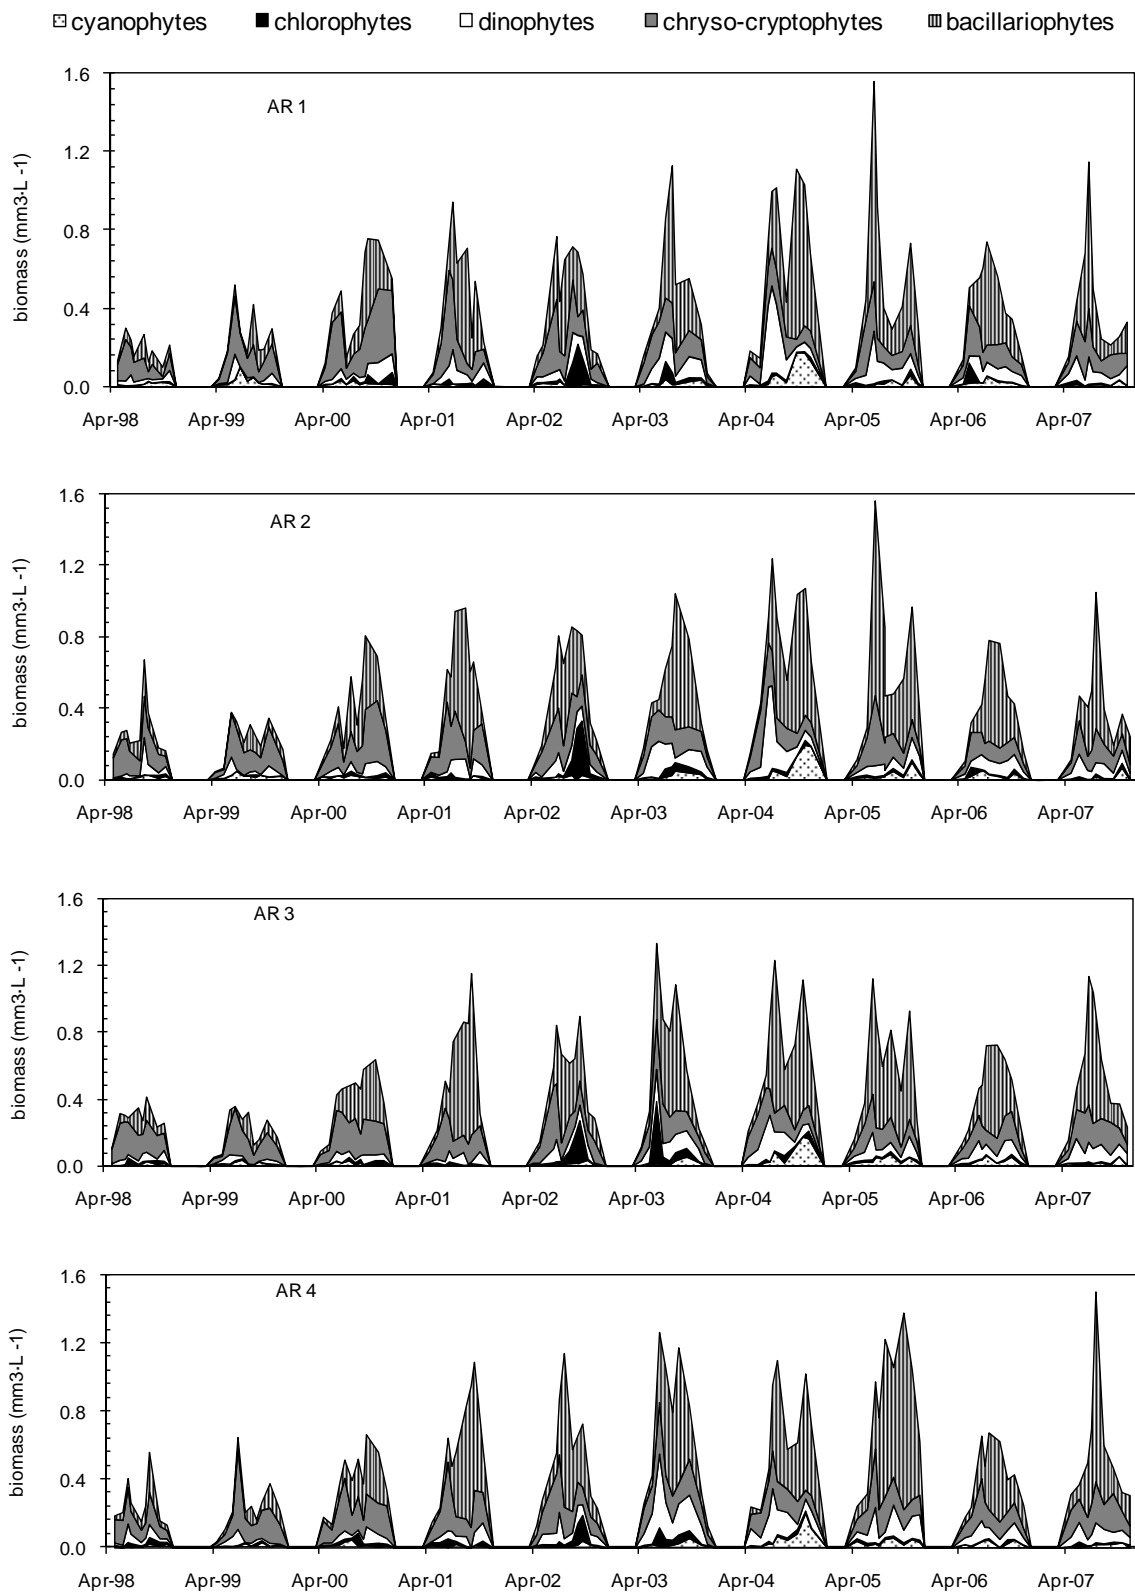 cyanophytes chlorophytes dinophytes chryso-cryptophytes bacillariophytes
AR 1
biomass (mm3·L -1)
1.6
1.2
0.8
0.4
0.0
Apr-98 Apr-99 Apr-00 Apr-01 Apr-02 Apr-03 Apr-04 Apr-05 Apr-06 Apr-07
AR 2
biomass (mm3·L -1)
1.6
1.2
0.8
0.4
0.0
Apr-98 Apr-99 Apr-00 Apr-01 Apr-02 Apr-03 Apr-04 Apr-05 Apr-06 Apr-07
AR 3
biomass (mm3·L -1)
1.6
1.2
0.8
0.4
0.0
Apr-98 Apr-99 Apr-00 Apr-01 Apr-02 Apr-03 Apr-04 Apr-05 Apr-06 Apr-07
AR 4
biomass (mm3·L -1)
1.6
1.2
0.8
0.4
0.0
Apr-98 Apr-99 Apr-00 Apr-01 Apr-02 Apr-03 Apr-04 Apr-05 Apr-06 Apr-07